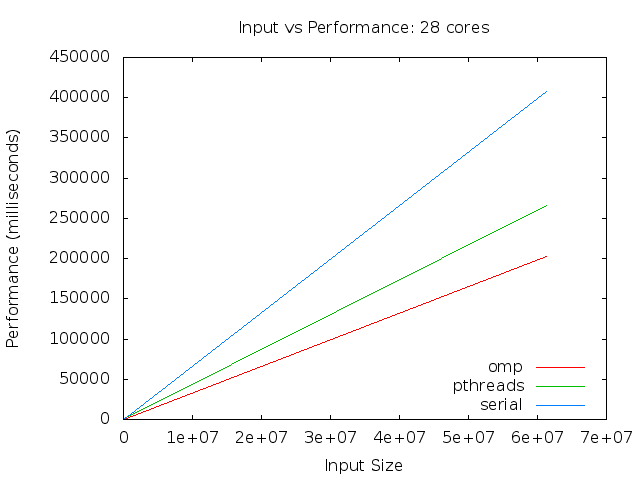 Input vs Performance: 28 cores
450000
400000
350000
300000
250000
200000
150000
100000
50000
0
Performance (milliseconds)
omp
pthreads
serial
0 1e+07 2e+07 3e+07 4e+07 5e+07 6e+07 7e+07
Input Size